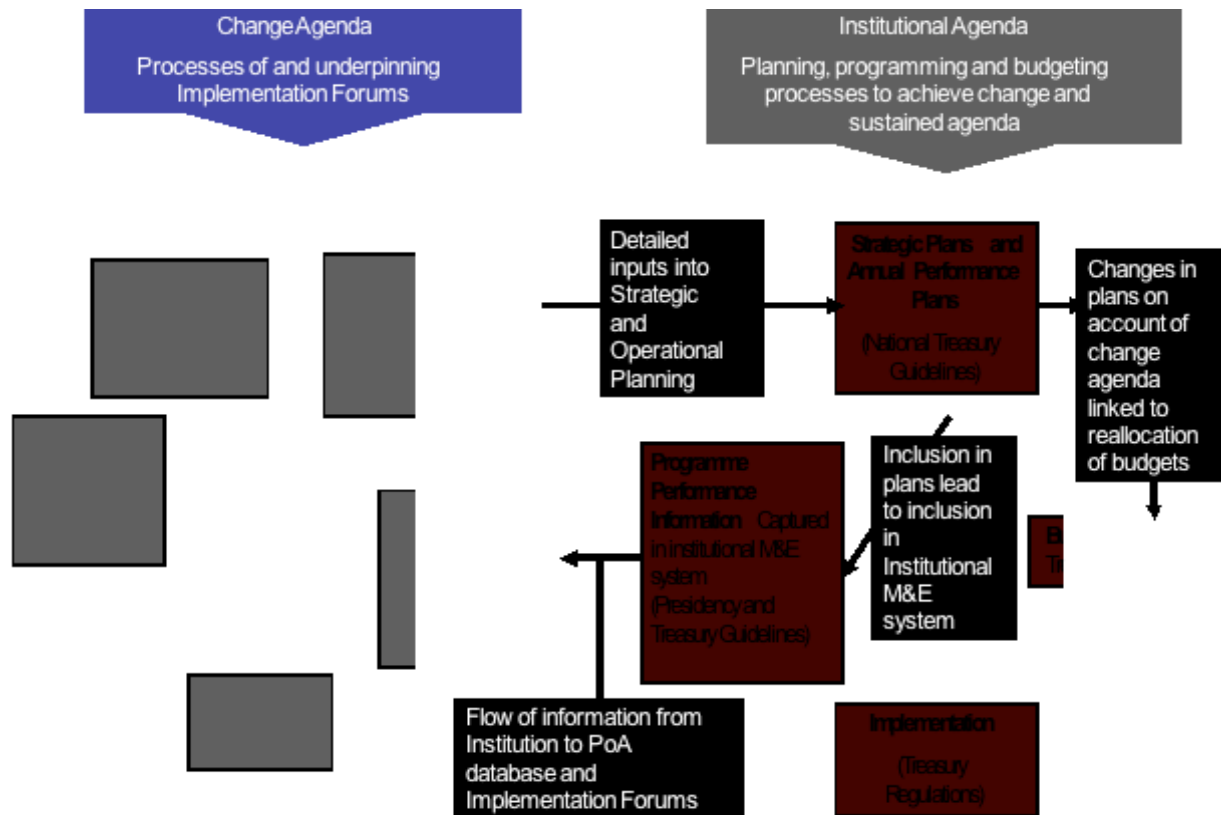 Change Agenda
Processes of and underpinning
Implementation Forums
Institutional Agenda
Planning, programming and budgeting
processes to achieve change and
sustained agenda
Detailed
inputs into
Strategic
and
Operational
Planning
Strategic Plans and
Annual Performance
Plans
(National Treasury
Guidelines)
Changes in
plans on
account of
change
agenda
linked to
reallocation
of budgets
Programme
Performance
Information Captured
in institutional M&E
system
(Presidency and
Treasury Guidelines)
Inclusion in
plans lead
to inclusion
in
Institutional
M&E
system
Flow of information from
Institution to PoA
database and
Implementation Forums
Implementation
(Treasury
Regulations)